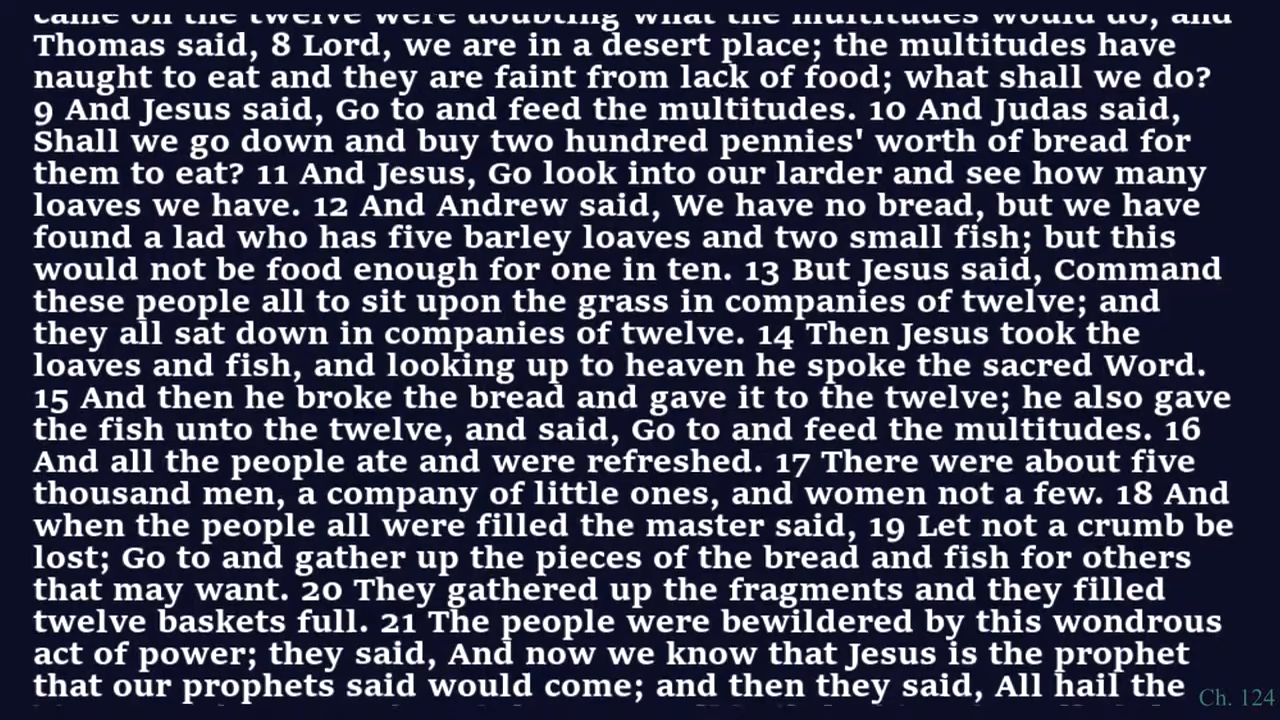 came on the twelve were doubting what the multitudes would do, and
Thomas said, 8 Lord, we are in a desert place; the multitudes have
naught to eat and they are faint from lack of food; what shall we do?
9 And Jesus said, Go to and feed the multitudes. 10 And Judas said,
Shall we go down and buy two hundred pennies' worth of bread for
them to eat? 11 And Jesus, Go look into our larder and see how many
loaves we have. 12 And Andrew said, We have no bread, but we have
found a lad who has five barley loaves and two small fish; but this
would not be food enough for one in ten. 13 But Jesus said, Command
these people all to sit upon the grass in companies of twelve; and
they all sat down in companies of twelve. 14 Then Jesus took the
loaves and fish, and looking up to heaven he spoke the sacred Word.
15 And then he broke the bread and gave it to the twelve; he also gave
the fish unto the twelve, and said, Go to and feed the multitudes. 16
And all the people ate and were refreshed. 17 There were about five
thousand men, a company of little ones, and women not a few. 18 And
when the people all were filled the master said, 19 Let not a crumb be
lost; Go to and gather up the pieces of the bread and fish for others
that may want. 20 They gathered up the fragments and they filled
twelve baskets full. 21 The people were bewildered by this wondrous
act of power; they said, And now we know that Jesus is the prophet
that our prophets said would come; and then they said, All hail the
Ch. 124